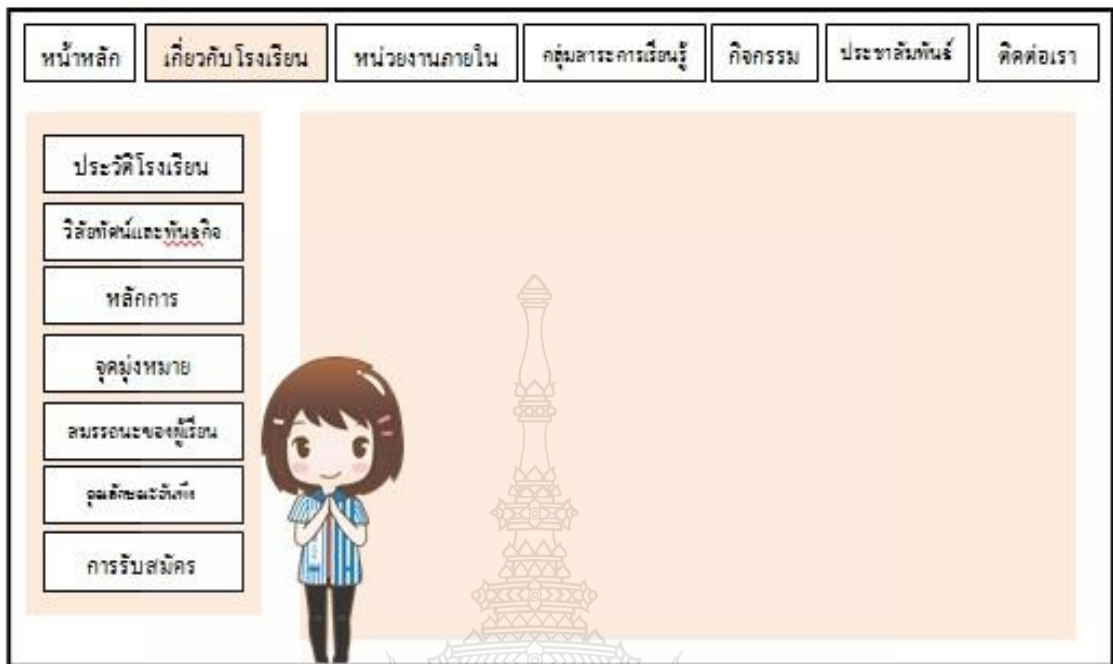 หน้าหลัก
เกี่ยวกับโรงเรียน
หน่วยงานภายใน
กลุ่มสาระการเรียนรู้
กิจกรรม
ประชาสัมพันธ์
ติดต่อเรา
ประวัติโรงเรียน
วิสัยทัศน์และพันธกิจ
หลักการ
จุดมุ่งหมาย
สมรรถนะของผู้เรียน
การรับสมัคร